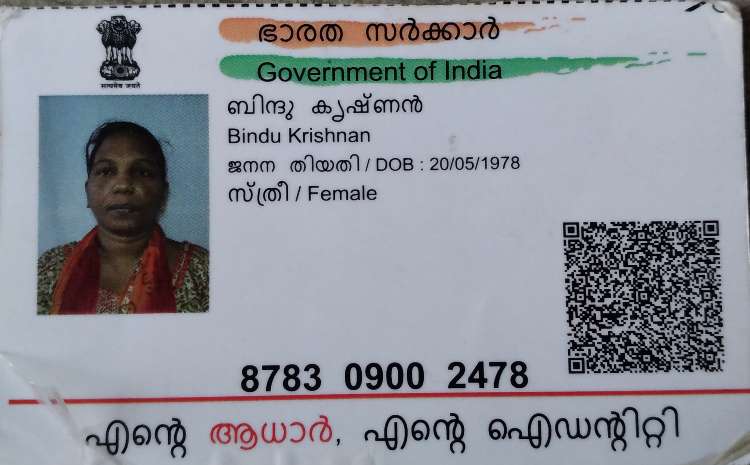 ഭാരത സർക്കാർ
Government of India
सत्यमेव जयते
ബിന്ദു കൃഷ്ണൻ
Bindu Krishnan
ജനന തിയതി / DOB : 20/05/1978
സ്ത്രീ / Female
8783 0900 2478
എന്റെ ആധാർ, എന്റെ ഐഡന്റിറ്റി